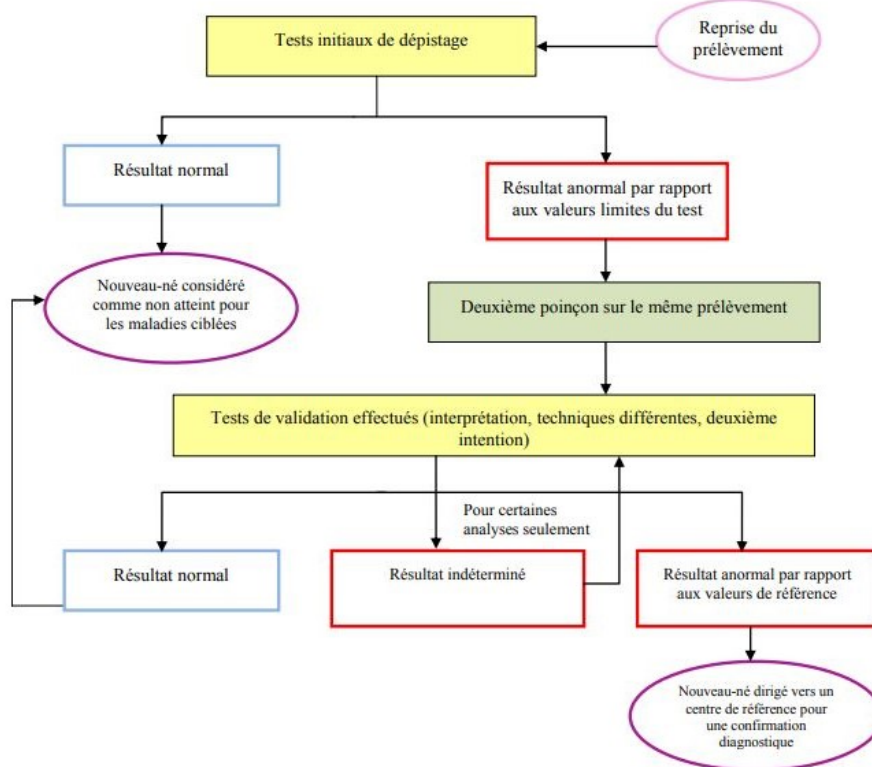 Tests initiaux de dépistage
Reprise du
prélèvement
Résultat normal
Résultat anormal par rapport
aux valeurs limites du test
Nouveau-né considéré
comme non atteint pour
les maladies ciblées
Deuxième poinçon sur le même prélèvement
Tests de validation effectués (interprétation, techniques différentes, deuxième
intention)
Pour certaines
analyses seulement
Résultat normal
Résultat indéterminé
Résultat anormal par rapport
aux valeurs de référence
Nouveau-né dirigé vers un
centre de référence pour
une confirmation
diagnostique